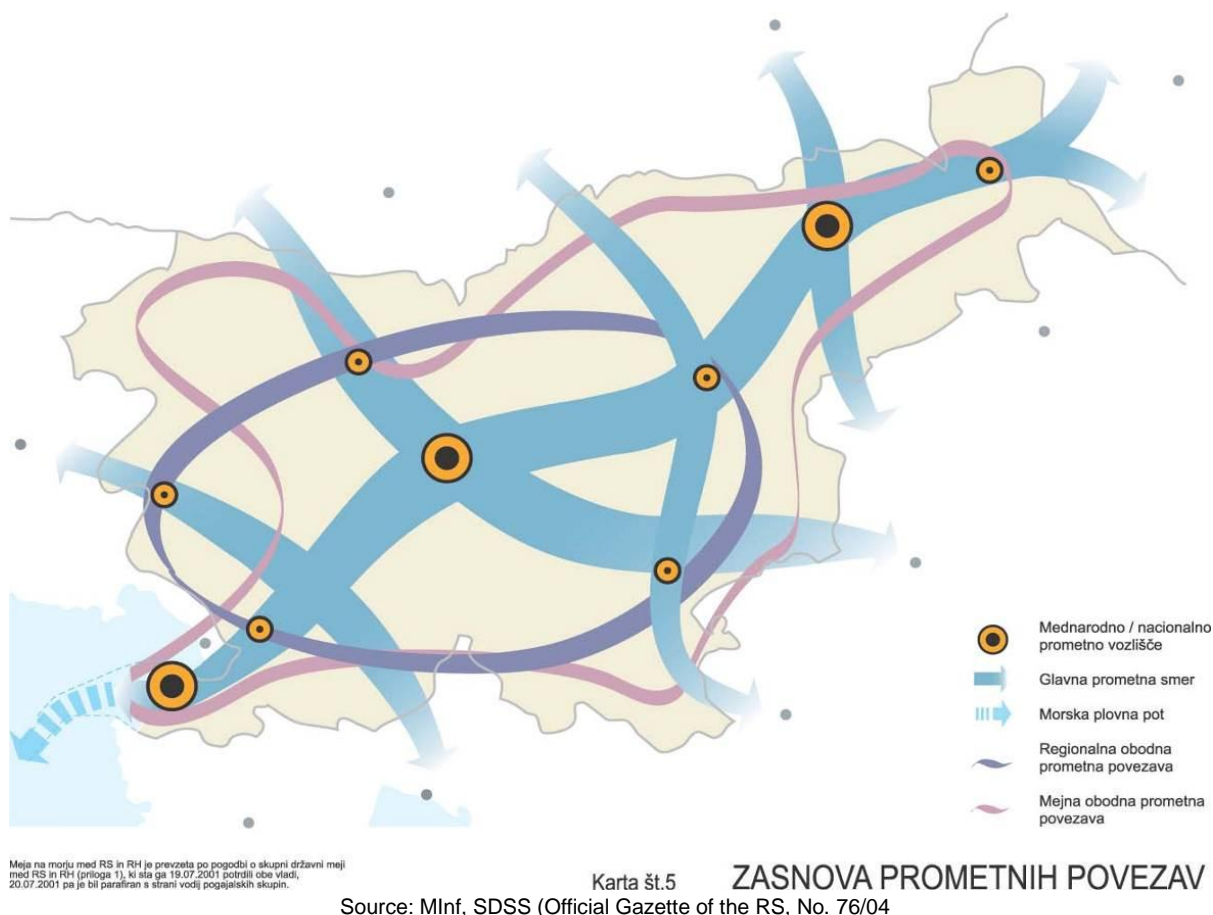 Mednarodno / nacionalno
prometno vozlišče
Glavna prometna smer
Morska plovna pot
Regionalna obodna
prometna povezava
Mejna obodna prometna
povezava
Meja na morju med RS in RH je prevzeta po pogodbi o skupni državni meji
med RS in RH (priloga 1), ki sta ga 19.07.2001 potrdili obe vladi,
20.07.2001 pa je bil parafiran s strani vodij pogajalskih skupin.
Karta št.5
ZASNOVA PROMETNIH POVEZAV
Source: MInf, SDSS (Official Gazette of the RS, No. 76/04